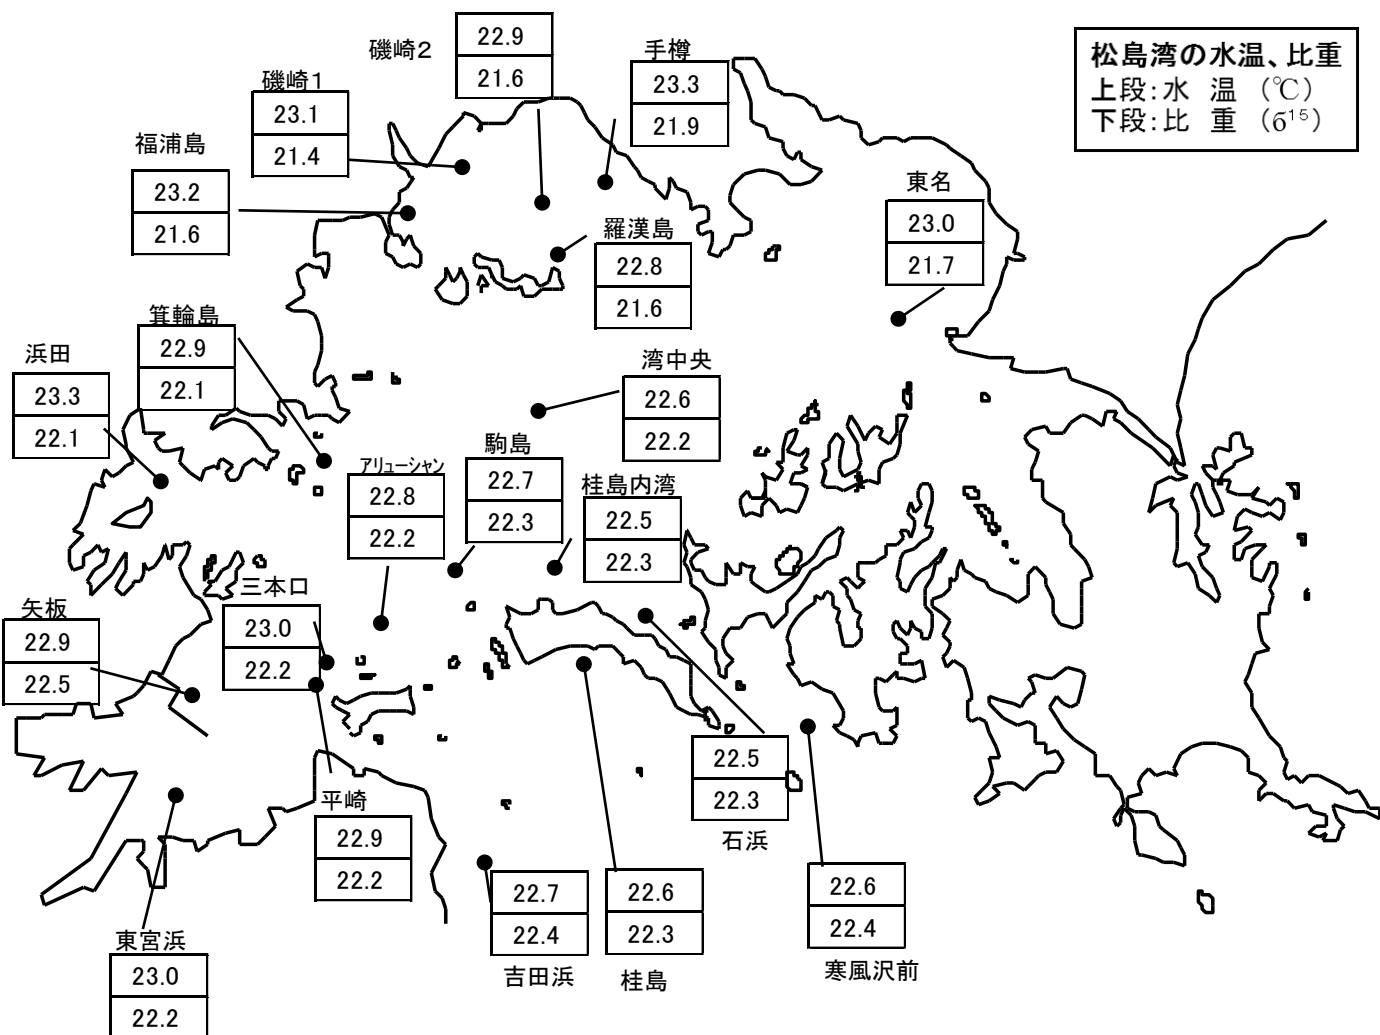 松島湾の水温、比重
上段:水 温 (℃)
下段:比 重 (б¹⁵)
磯崎2
22.9
21.6
手樽
23.3
21.9
磯崎1
23.1
21.4
福浦島
23.2
21.6
東名
23.0
21.7
羅漢島
22.8
21.6
箕輪島
22.9
22.1
浜田
23.3
22.1
湾中央
22.6
22.2
駒島
22.7
22.3
アリューシャン
22.8
22.2
桂島内湾
22.5
22.3
三本口
23.0
22.2
矢板
22.9
22.5
22.5
22.3
石浜
平崎
22.9
22.2
22.7
22.4
吉田浜
22.6
22.3
桂島
22.6
22.4
寒風沢前
東宮浜
23.0
22.2